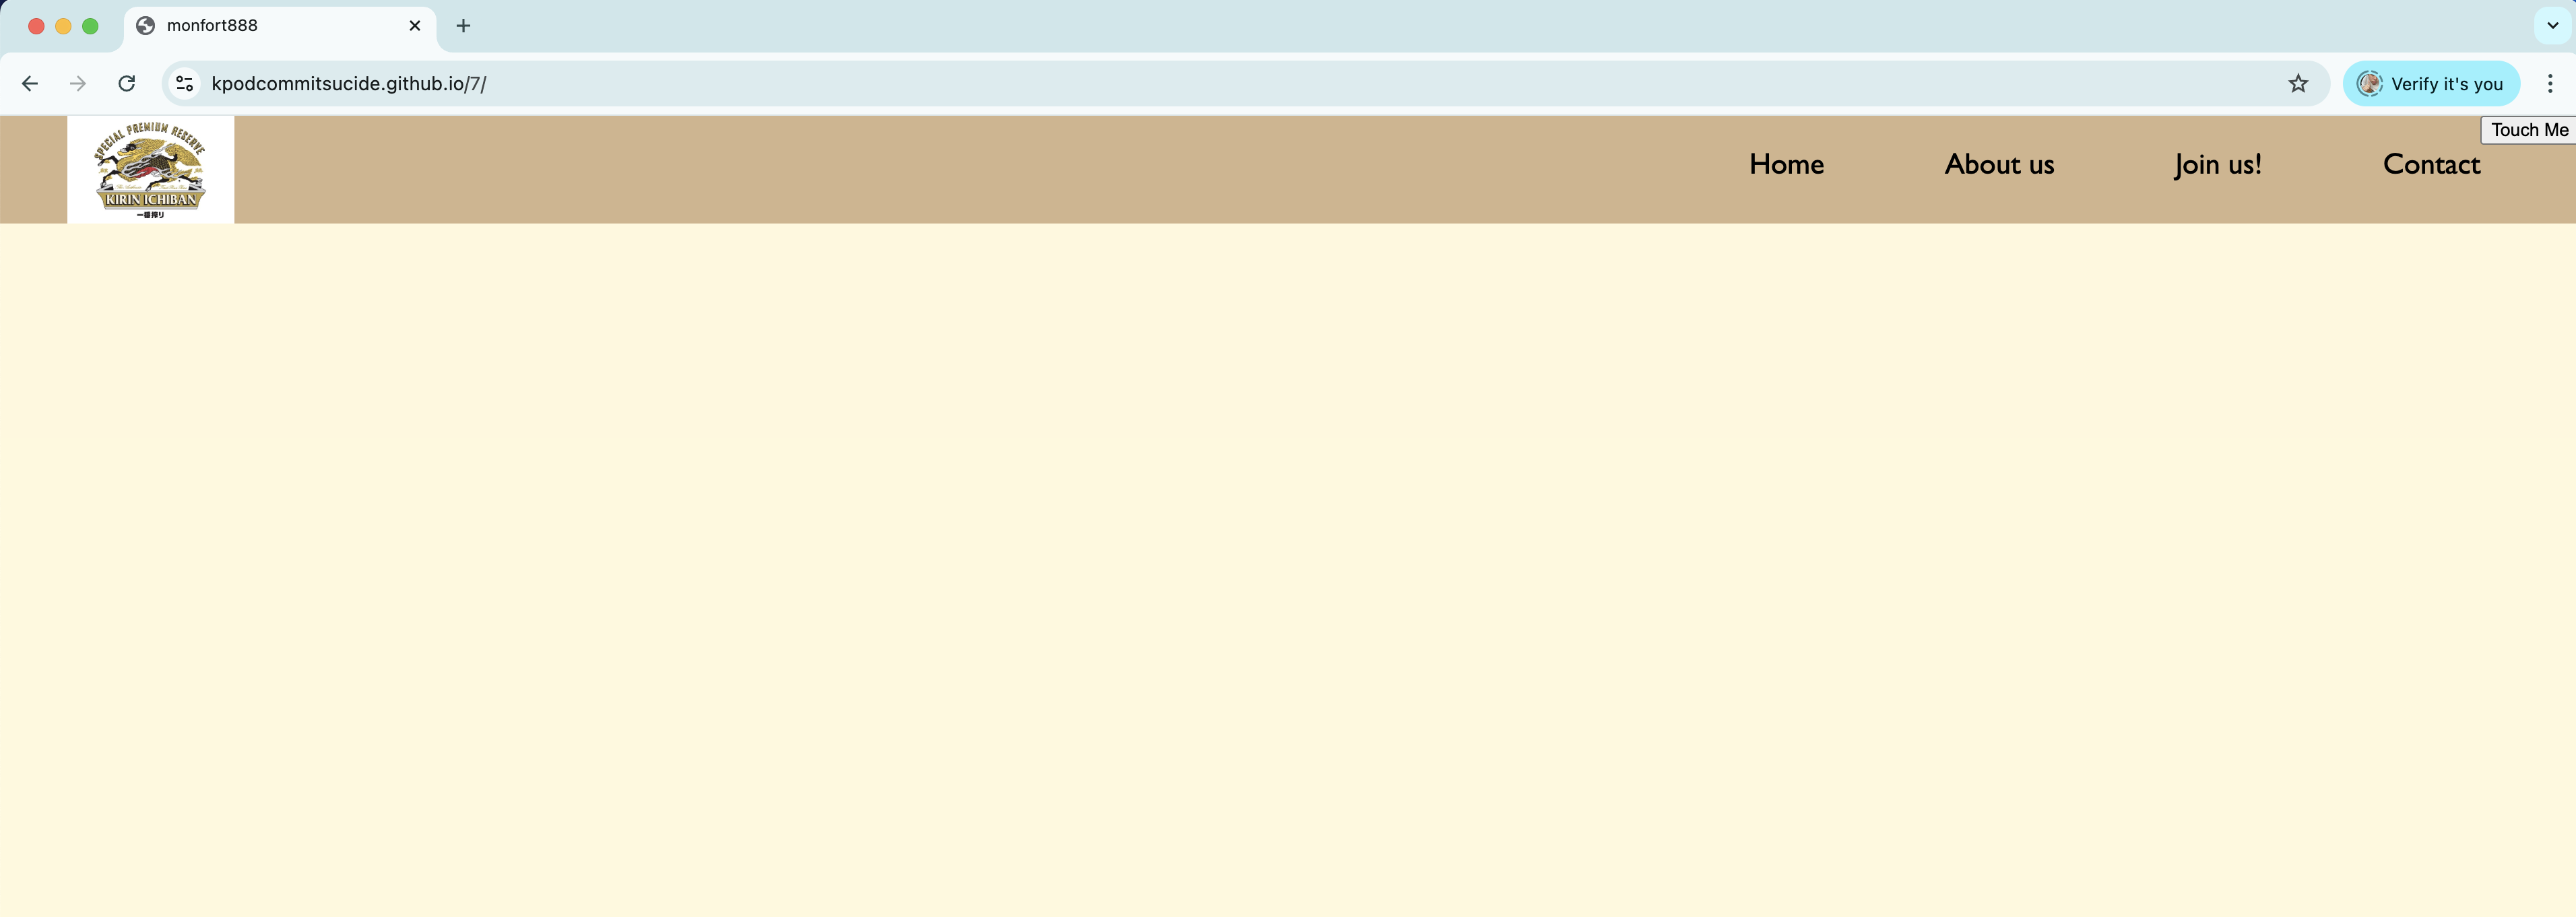 monfort888
kpodcommitsucide.github.io/7/
Verify it's you
SPECIAL PREMIUM RESERVE
KIRIN ICHIBAN
一番搾り
Touch Me
Home About us Join us! Contact